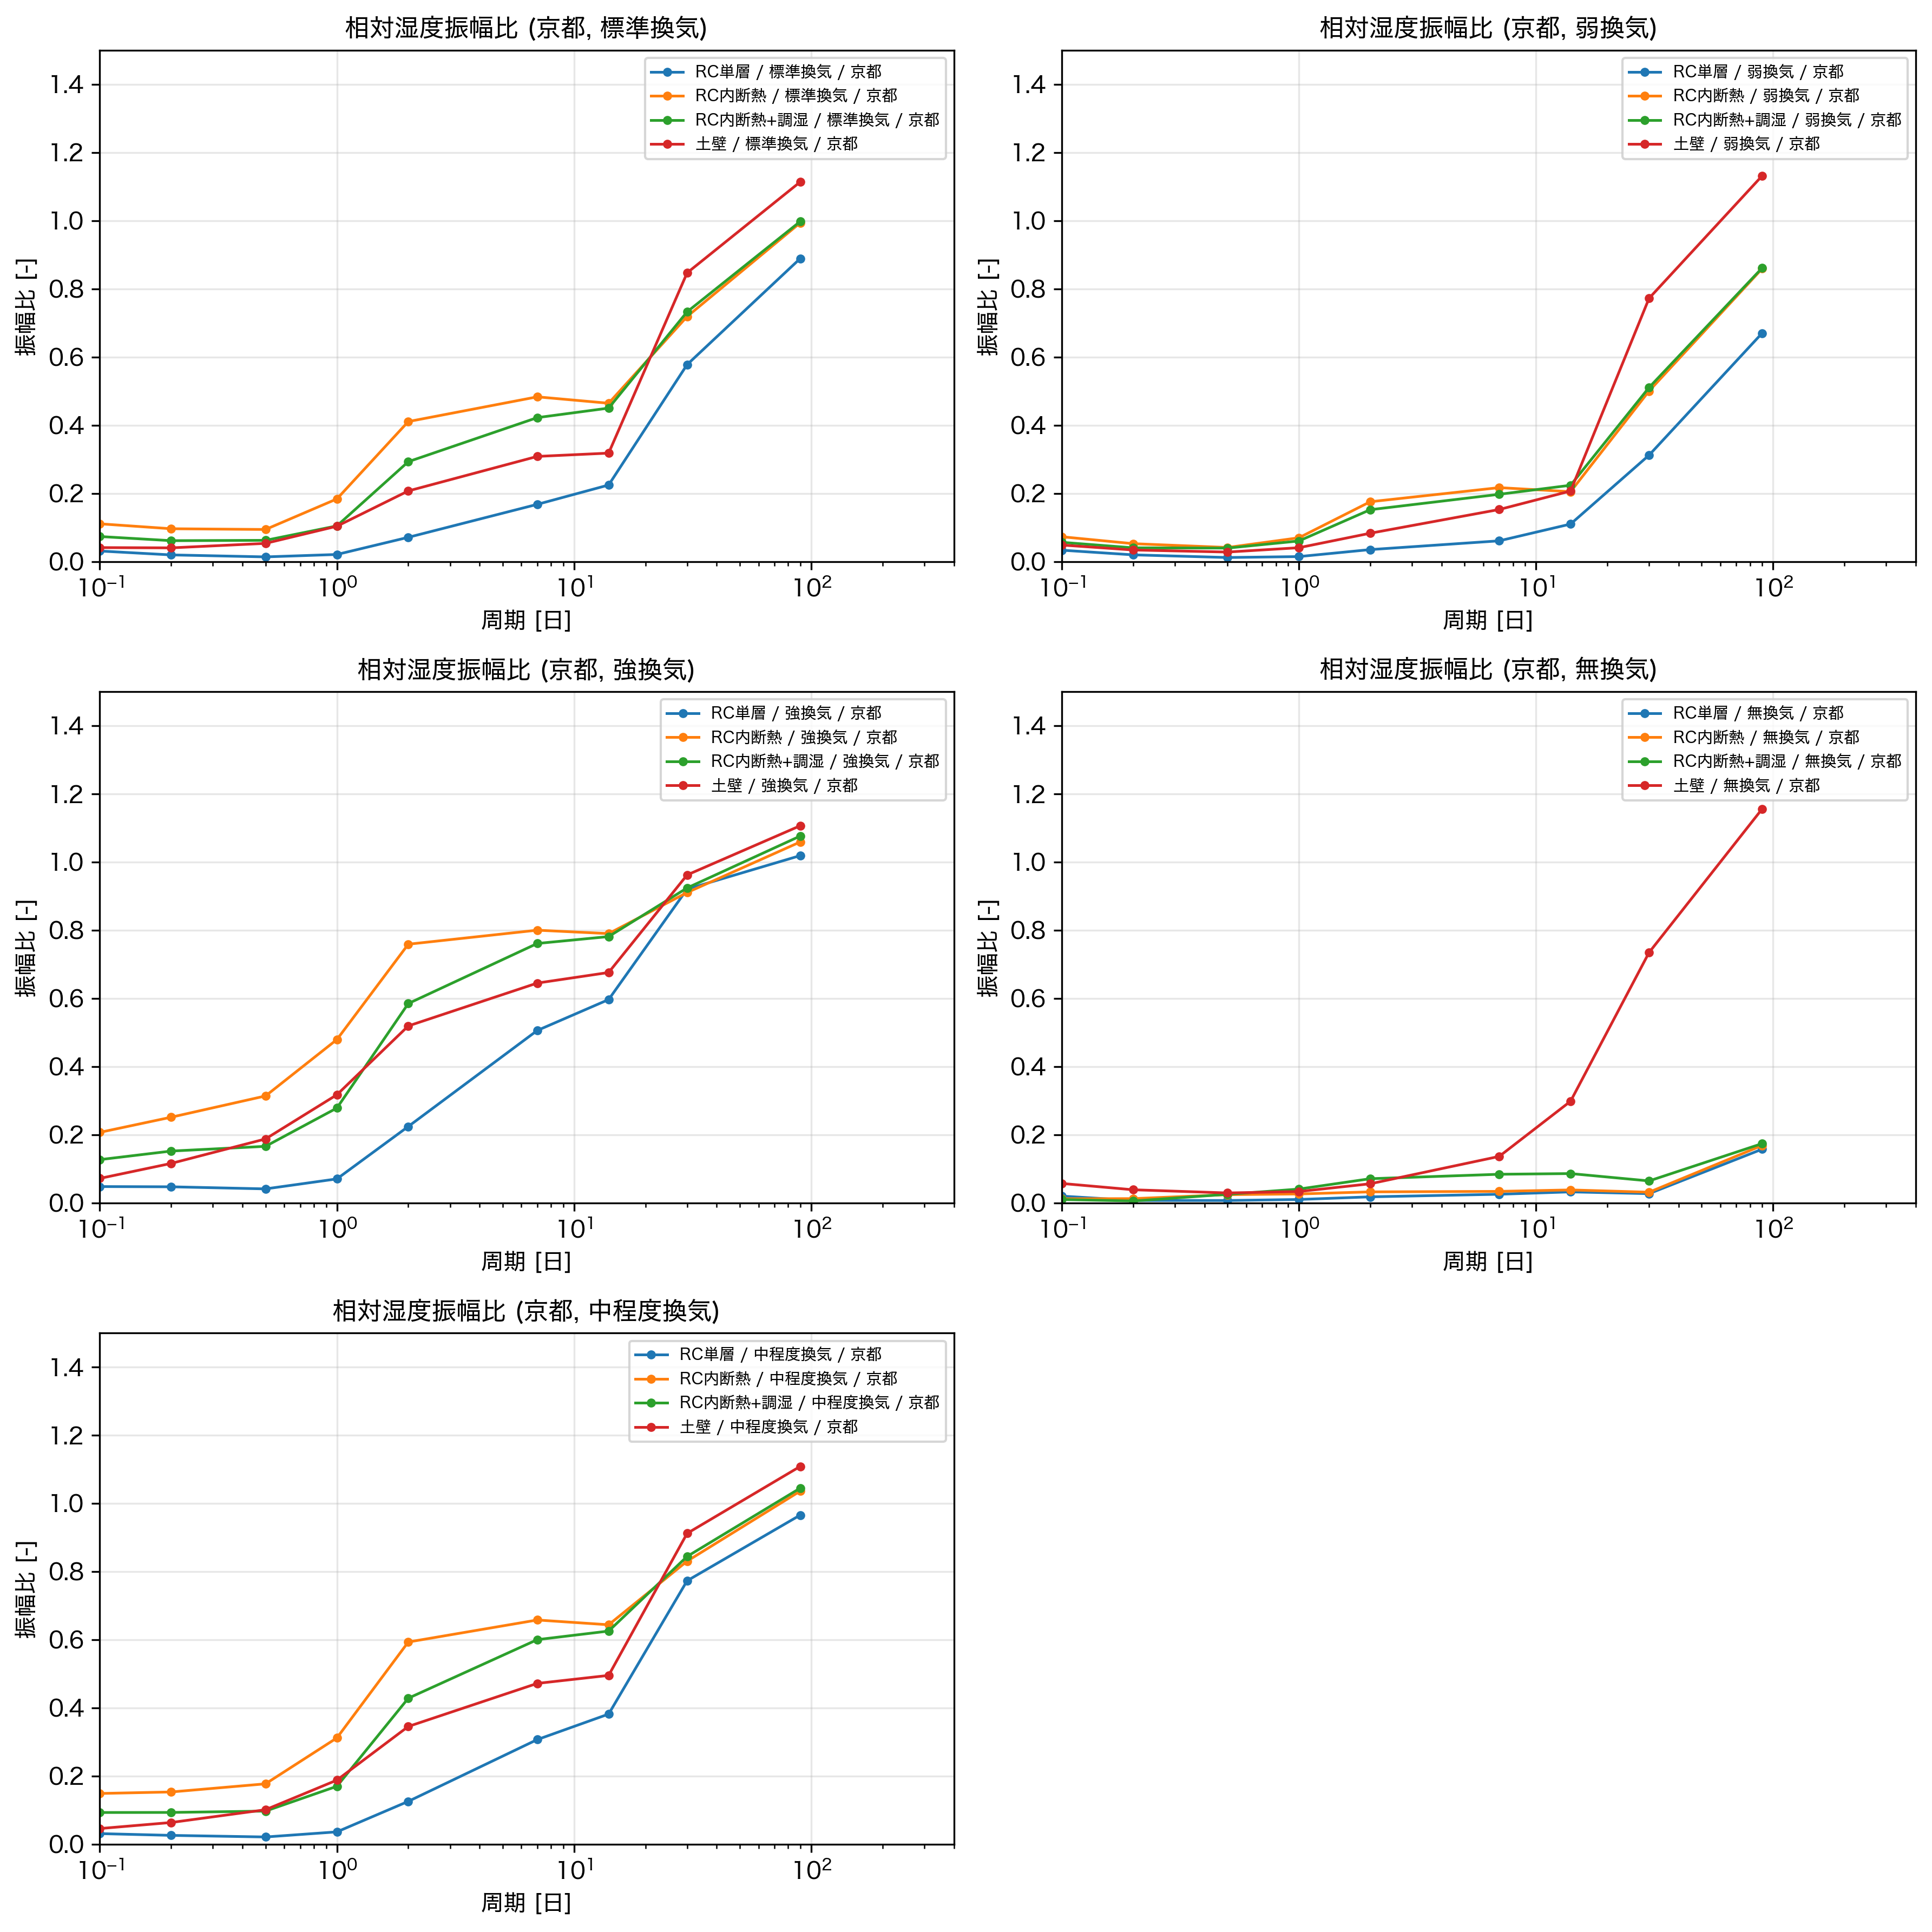 相対湿度振幅比 (京都, 標準換気)
RC単層 / 標準換気 / 京都
RC内断熱 / 標準換気 / 京都
RC内断熱+調湿 / 標準換気 / 京都
土壁 / 標準換気 / 京都
振幅比 [-]
1.4
1.2
1.0
0.8
0.6
0.4
0.2
0.0
10⁻¹ 10⁰ 10¹ 10²
周期 [日]
相対湿度振幅比 (京都, 弱換気)
RC単層 / 弱換気 / 京都
RC内断熱 / 弱換気 / 京都
RC内断熱+調湿 / 弱換気 / 京都
土壁 / 弱換気 / 京都
振幅比 [-]
1.4
1.2
1.0
0.8
0.6
0.4
0.2
0.0
10⁻¹ 10⁰ 10¹ 10²
周期 [日]
相対湿度振幅比 (京都, 強換気)
RC単層 / 強換気 / 京都
RC内断熱 / 強換気 / 京都
RC内断熱+調湿 / 強換気 / 京都
土壁 / 強換気 / 京都
振幅比 [-]
1.4
1.2
1.0
0.8
0.6
0.4
0.2
0.0
10⁻¹ 10⁰ 10¹ 10²
周期 [日]
相対湿度振幅比 (京都, 無換気)
RC単層 / 無換気 / 京都
RC内断熱 / 無換気 / 京都
RC内断熱+調湿 / 無換気 / 京都
土壁 / 無換気 / 京都
振幅比 [-]
1.4
1.2
1.0
0.8
0.6
0.4
0.2
0.0
10⁻¹ 10⁰ 10¹ 10²
周期 [日]
相対湿度振幅比 (京都, 中程度換気)
RC単層 / 中程度換気 / 京都
RC内断熱 / 中程度換気 / 京都
RC内断熱+調湿 / 中程度換気 / 京都
土壁 / 中程度換気 / 京都
振幅比 [-]
1.4
1.2
1.0
0.8
0.6
0.4
0.2
0.0
10⁻¹ 10⁰ 10¹ 10²
周期 [日]